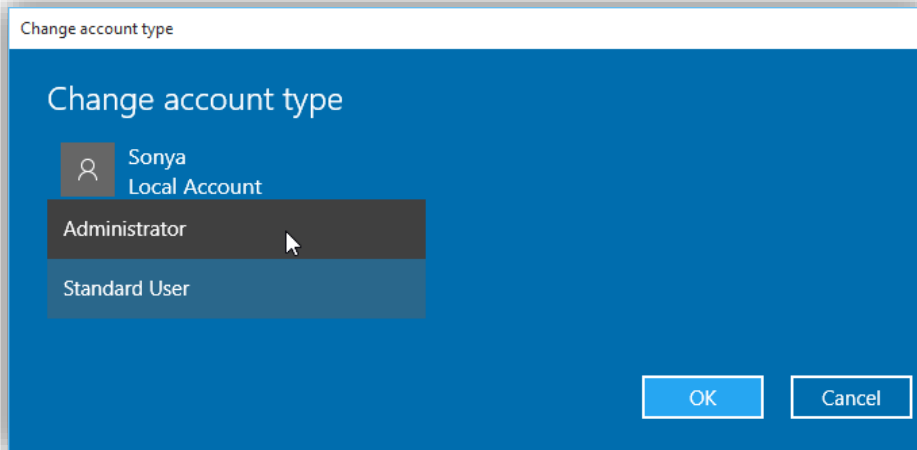 Change account type
Change account type
Sonya
Local Account
Administrator
Standard User
OK Cancel